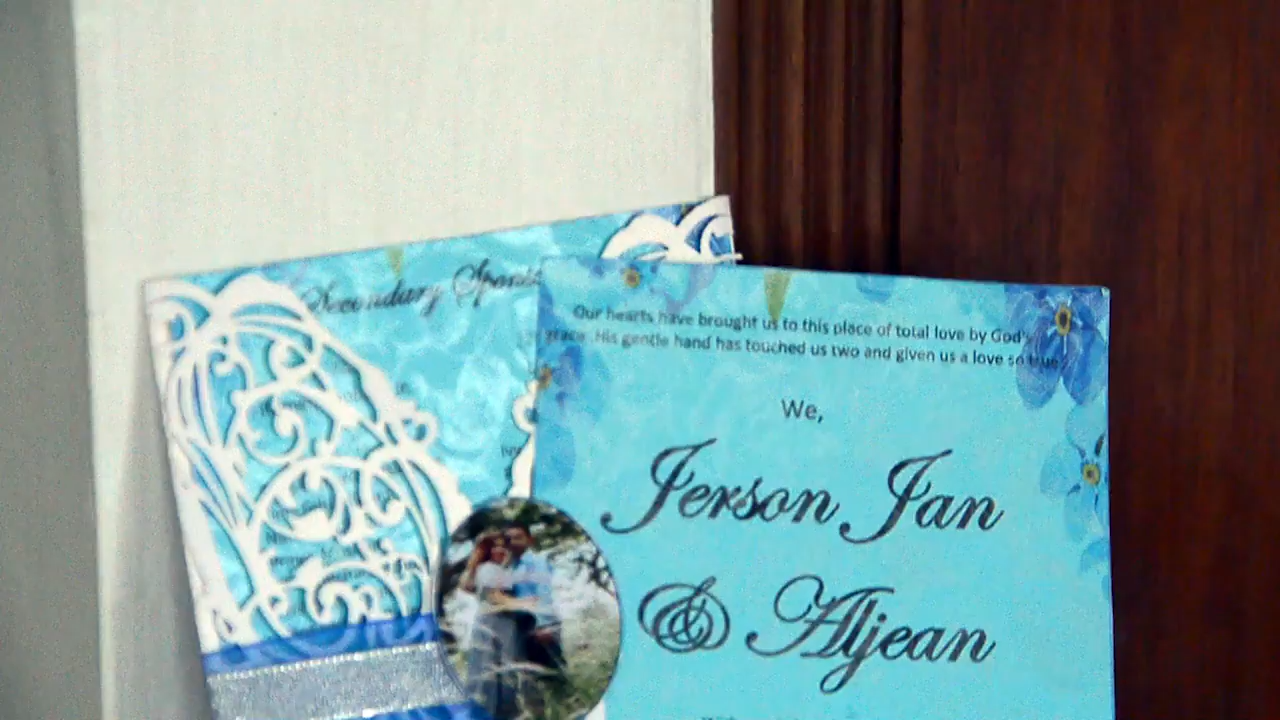 Secondary
Our hearts have brought us to this place of total love by God's
grace. His gentle hand has touched us two and given us a love so true
We,
Jerson Jan
& Aljean